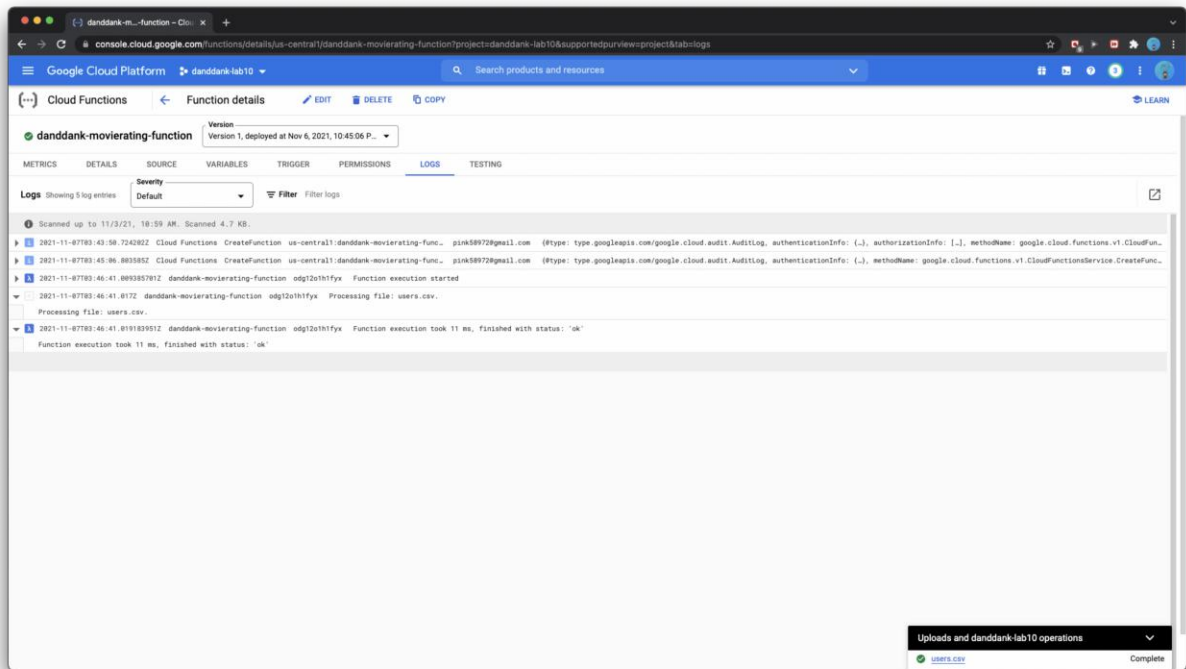 danddank-m...-function – Clou
console.cloud.google.com/functions/details/us-central1/danddank-movierating-function?project=danddank-lab10&supportedpurview=project&tab=logs
Google Cloud Platform danddank-lab10 Search products and resources 3
Cloud Functions Function details EDIT DELETE COPY LEARN
Version
danddank-movierating-function Version 1, deployed at Nov 6, 2021, 10:45:06 P...
METRICS DETAILS SOURCE VARIABLES TRIGGER PERMISSIONS LOGS TESTING
Severity
Logs Showing 5 log entries Default Filter Filter logs
Scanned up to 11/3/21, 10:59 AM. Scanned 4.7 KB.
2021-11-07T03:43:50.724202Z Cloud Functions CreateFunction us-central1:danddank-movierating-func… pink58972@gmail.com {@type: type.googleapis.com/google.cloud.audit.AuditLog, authenticationInfo: {…}, authorizationInfo: […], methodName: google.cloud.functions.v1.CloudFun…
2021-11-07T03:45:06.803585Z Cloud Functions CreateFunction us-central1:danddank-movierating-func… pink58972@gmail.com {@type: type.googleapis.com/google.cloud.audit.AuditLog, authenticationInfo: {…}, methodName: google.cloud.functions.v1.CloudFunctionsService.CreateFunc…
2021-11-07T03:46:41.009385701Z danddank-movierating-function odg12o1h1fyx Function execution started
2021-11-07T03:46:41.017Z danddank-movierating-function odg12o1h1fyx Processing file: users.csv.
Processing file: users.csv.
2021-11-07T03:46:41.019183951Z danddank-movierating-function odg12o1h1fyx Function execution took 11 ms, finished with status: 'ok'
Function execution took 11 ms, finished with status: 'ok'
Uploads and danddank-lab10 operations
users.csv Complete